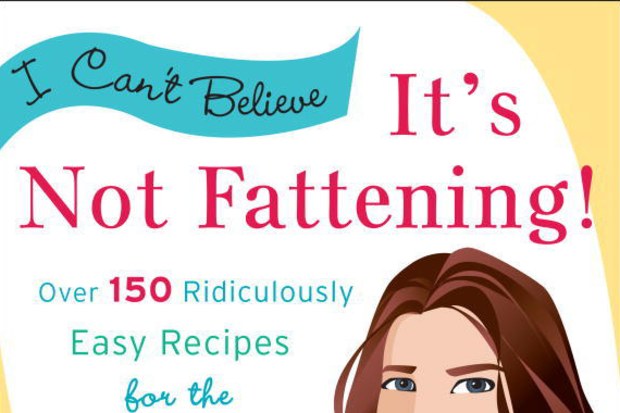 I Can't Believe
It's
Not Fattening!
Over 150 Ridiculously
Easy Recipes
for the